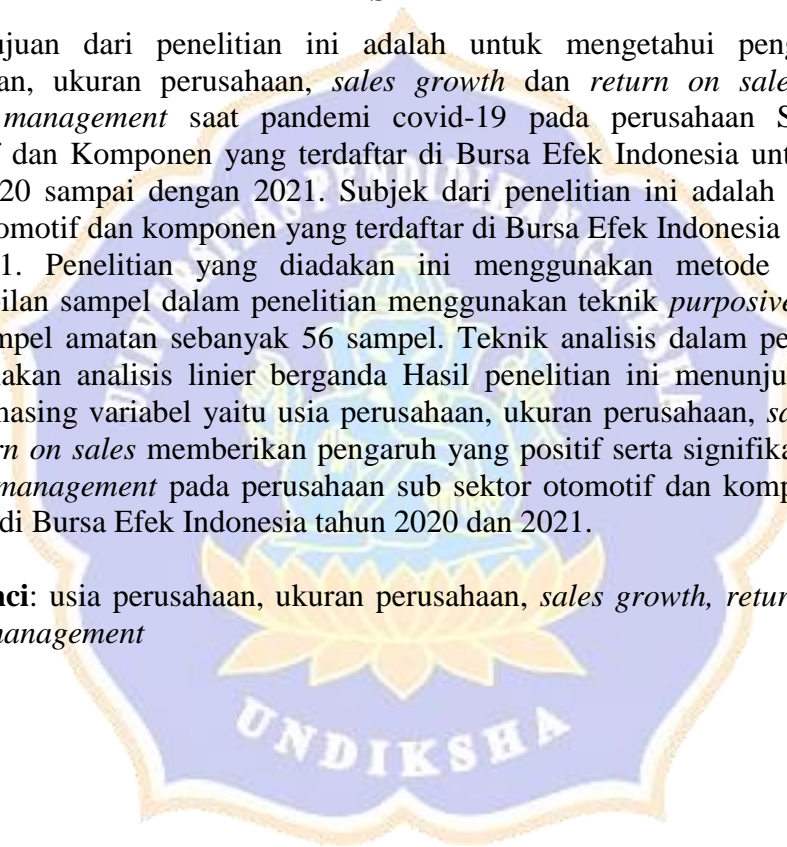 ujuan dari penelitian ini adalah untuk mengetahui peng
an, ukuran perusahaan, sales growth dan return on sale
management saat pandemi covid-19 pada perusahaan S
f dan Komponen yang terdaftar di Bursa Efek Indonesia unt
20 sampai dengan 2021. Subjek dari penelitian ini adalah
omotif dan komponen yang terdaftar di Bursa Efek Indonesia
1. Penelitian yang diadakan ini menggunakan metode
bilan sampel dalam penelitian menggunakan teknik purposive
mpel amatan sebanyak 56 sampel. Teknik analisis dalam pe
nakan analisis linier berganda Hasil penelitian ini menunju
masing variabel yaitu usia perusahaan, ukuran perusahaan, sa
rn on sales memberikan pengaruh yang positif serta signifika
management pada perusahaan sub sektor otomotif dan komp
di Bursa Efek Indonesia tahun 2020 dan 2021.
nci: usia perusahaan, ukuran perusahaan, sales growth, retur
management
UNIVERSITAS PENDIDIKAN GANESHA
UNDIKSHA